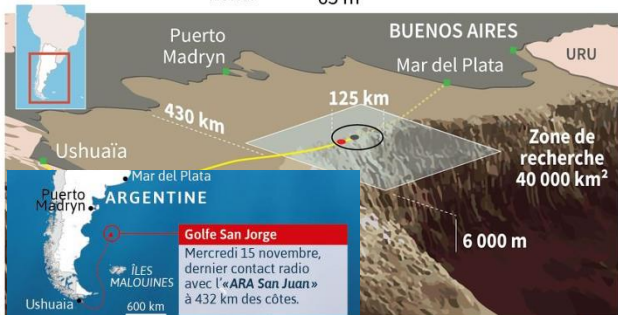 65 m
Puerto
Madryn
BUENOS AIRES
URU
Mar del Plata
125 km
430 km
Ushuaïa
Zone de
recherche
40 000 km²
6 000 m
Mar del Plata
Puerto
Madryn
ARGENTINE
Golfe San Jorge
Mercredi 15 novembre,
dernier contact radio
avec l'«ARA San Juan»
à 432 km des côtes.
ÎLES
MALOUINES
Ushuaia
600 km